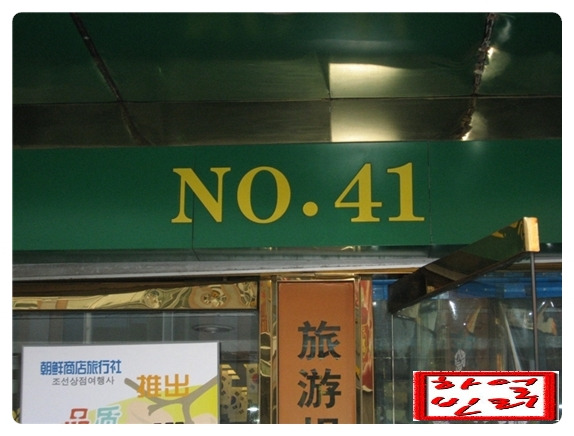 NO. 41
朝鲜商店旅行社
조선상점여행사
推出
品质
旅游